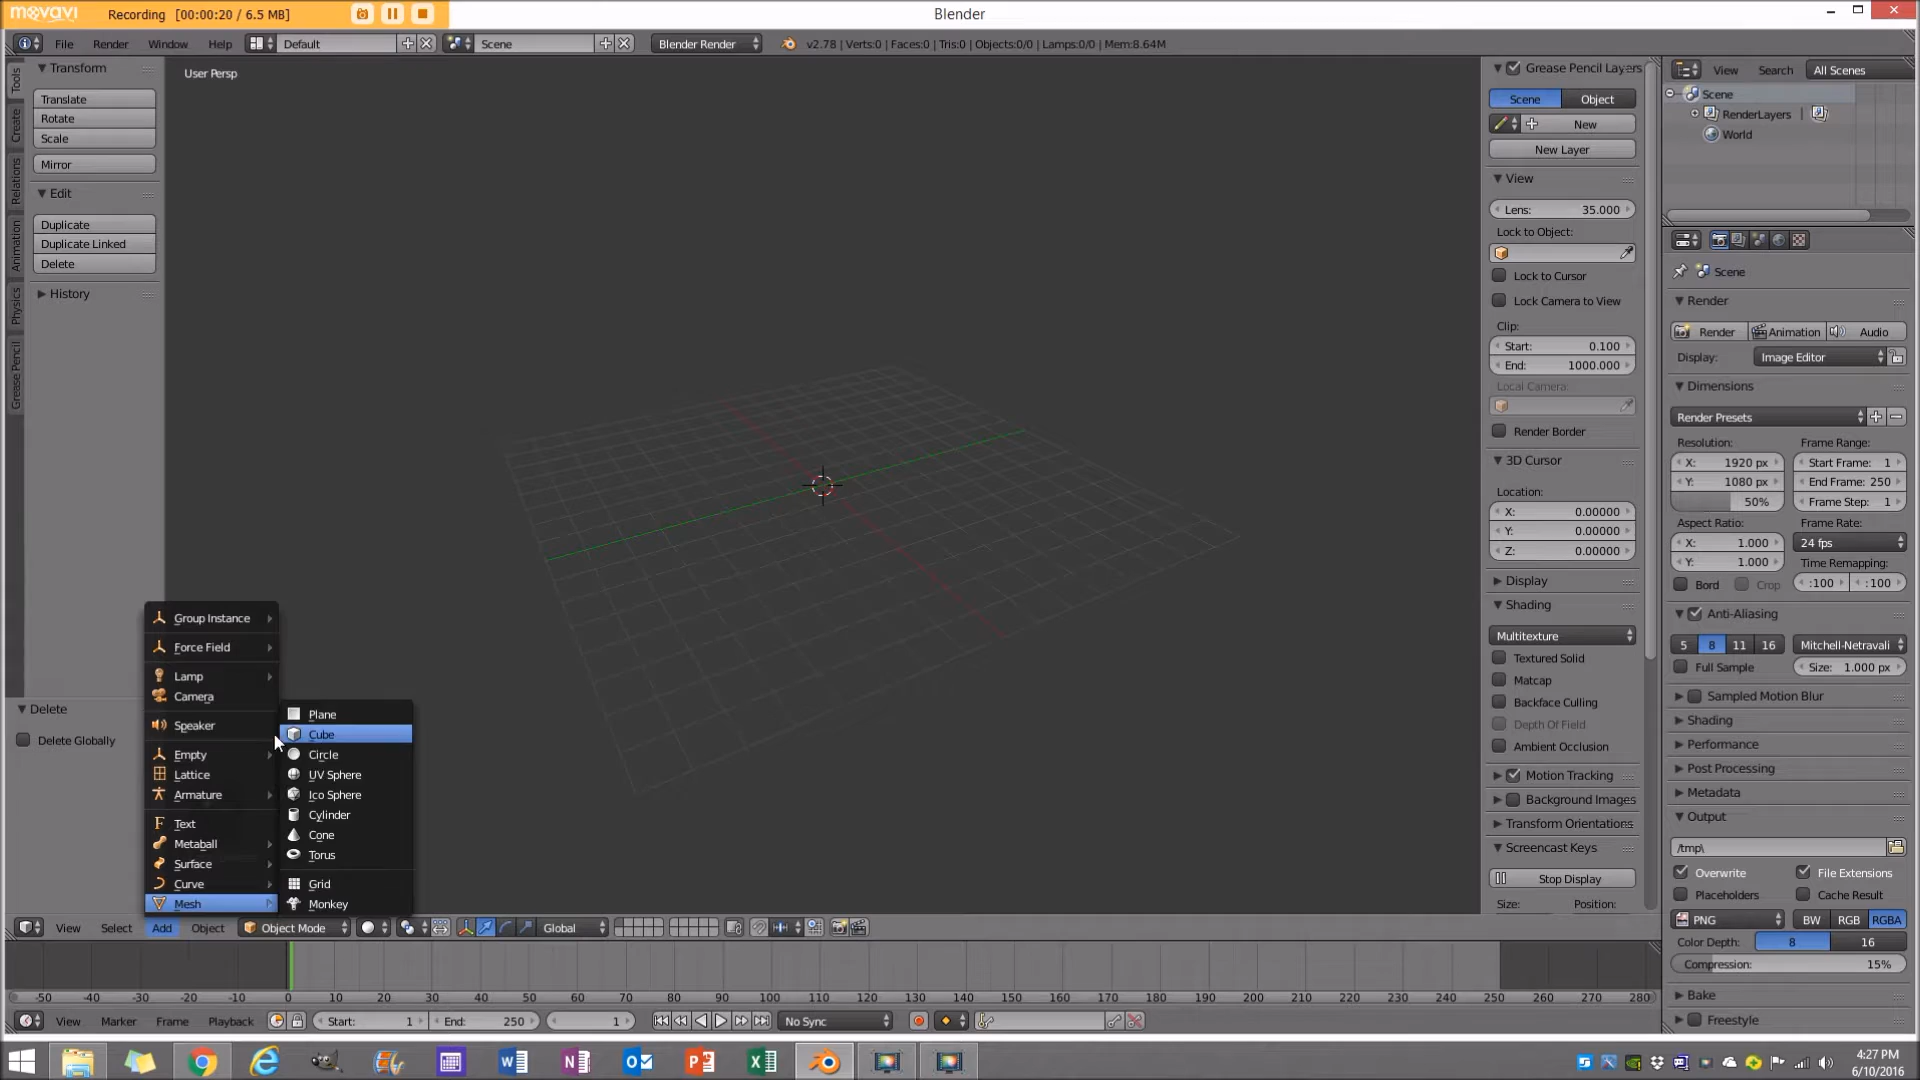 movavi
Recording [00:00:20 / 6.5 MB]
Blender
File Render Window Help Default Scene Blender Render v2.78 | Verts:0 | Faces:0 | Tris:0 | Objects:0/0 | Lamps:0/0 | Mem:8.64M
Tools
Create
Relations
Animation
Physics
Grease Pencil
Transform
Translate
Rotate
Scale
Mirror
Edit
Duplicate
Duplicate Linked
Delete
History
Delete
Delete Globally
User Persp
Group Instance
Force Field
Lamp
Camera
Speaker
Empty
Lattice
Armature
Text
Metaball
Surface
Curve
Mesh
Plane
Cube
Circle
UV Sphere
Ico Sphere
Cylinder
Cone
Torus
Grid
Monkey
Grease Pencil Layers
Scene Object
New
New Layer
View
Lens: 35.000
Lock to Object:
Lock to Cursor
Lock Camera to View
Clip:
Start: 0.100
End: 1000.000
Local Camera:
Render Border
3D Cursor
Location:
X: 0.00000
Y: 0.00000
Z: 0.00000
Display
Shading
Multitexture
Textured Solid
Matcap
Backface Culling
Depth Of Field
Ambient Occlusion
Motion Tracking
Background Images
Transform Orientations
Screencast Keys
Stop Display
Size: Position:
View Search All Scenes
Scene
RenderLayers |
World
Scene
Render
Render Animation Audio
Display: Image Editor
Dimensions
Render Presets
Resolution: Frame Range:
X: 1920 px Start Frame: 1
Y: 1080 px End Frame: 250
50% Frame Step: 1
Aspect Ratio: Frame Rate:
X: 1.000 24 fps
Y: 1.000 Time Remapping:
Bord Crop :100 :100
Anti-Aliasing
5 8 11 16 Mitchell-Netravali
Full Sample Size: 1.000 px
Sampled Motion Blur
Shading
Performance
Post Processing
Metadata
Output
/tmp\
Overwrite File Extensions
Placeholders Cache Result
PNG BW RGB RGBA
Color Depth: 8 16
Compression: 15%
Bake
Freestyle
View Select Add Object Object Mode Global
-50 -40 -30 -20 -10 0 10 20 30 40 50 60 70 80 90 100 110 120 130 140 150 160 170 180 190 200 210 220 230 240 250 260 270 280
View Marker Frame Playback Start: 1 End: 250 1 No Sync
4:27 PM
6/10/2016